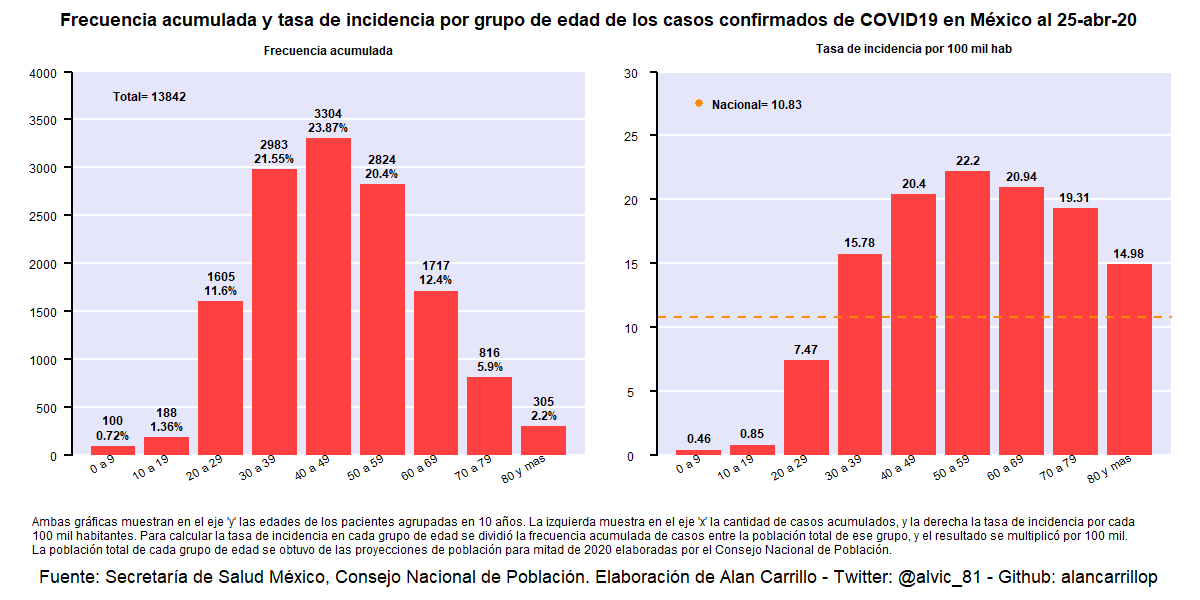 Frecuencia acumulada y tasa de incidencia por grupo de edad de los casos confirmados de COVID19 en México al 25-abr-20
Frecuencia acumulada
4000
3500
3000
2500
2000
1500
1000
500
0
Total= 13842
100
0.72%
188
1.36%
1605
11.6%
2983
21.55%
3304
23.87%
2824
20.4%
1717
12.4%
816
5.9%
305
2.2%
0 a 9
10 a 19
20 a 29
30 a 39
40 a 49
50 a 59
60 a 69
70 a 79
80 y mas
Tasa de incidencia por 100 mil hab
30
25
20
15
10
5
0
Nacional= 10.83
0.46
0.85
7.47
15.78
20.4
22.2
20.94
19.31
14.98
0 a 9
10 a 19
20 a 29
30 a 39
40 a 49
50 a 59
60 a 69
70 a 79
80 y mas
Ambas gráficas muestran en el eje 'y' las edades de los pacientes agrupadas en 10 años. La izquierda muestra en el eje 'x' la cantidad de casos acumulados, y la derecha la tasa de incidencia por cada
100 mil habitantes. Para calcular la tasa de incidencia en cada grupo de edad se dividió la frecuencia acumulada de casos entre la población total de ese grupo, y el resultado se multiplicó por 100 mil.
La población total de cada grupo de edad se obtuvo de las proyecciones de población para mitad de 2020 elaboradas por el Consejo Nacional de Población.
Fuente: Secretaría de Salud México, Consejo Nacional de Población. Elaboración de Alan Carrillo - Twitter: @alvic_81 - Github: alancarrillop